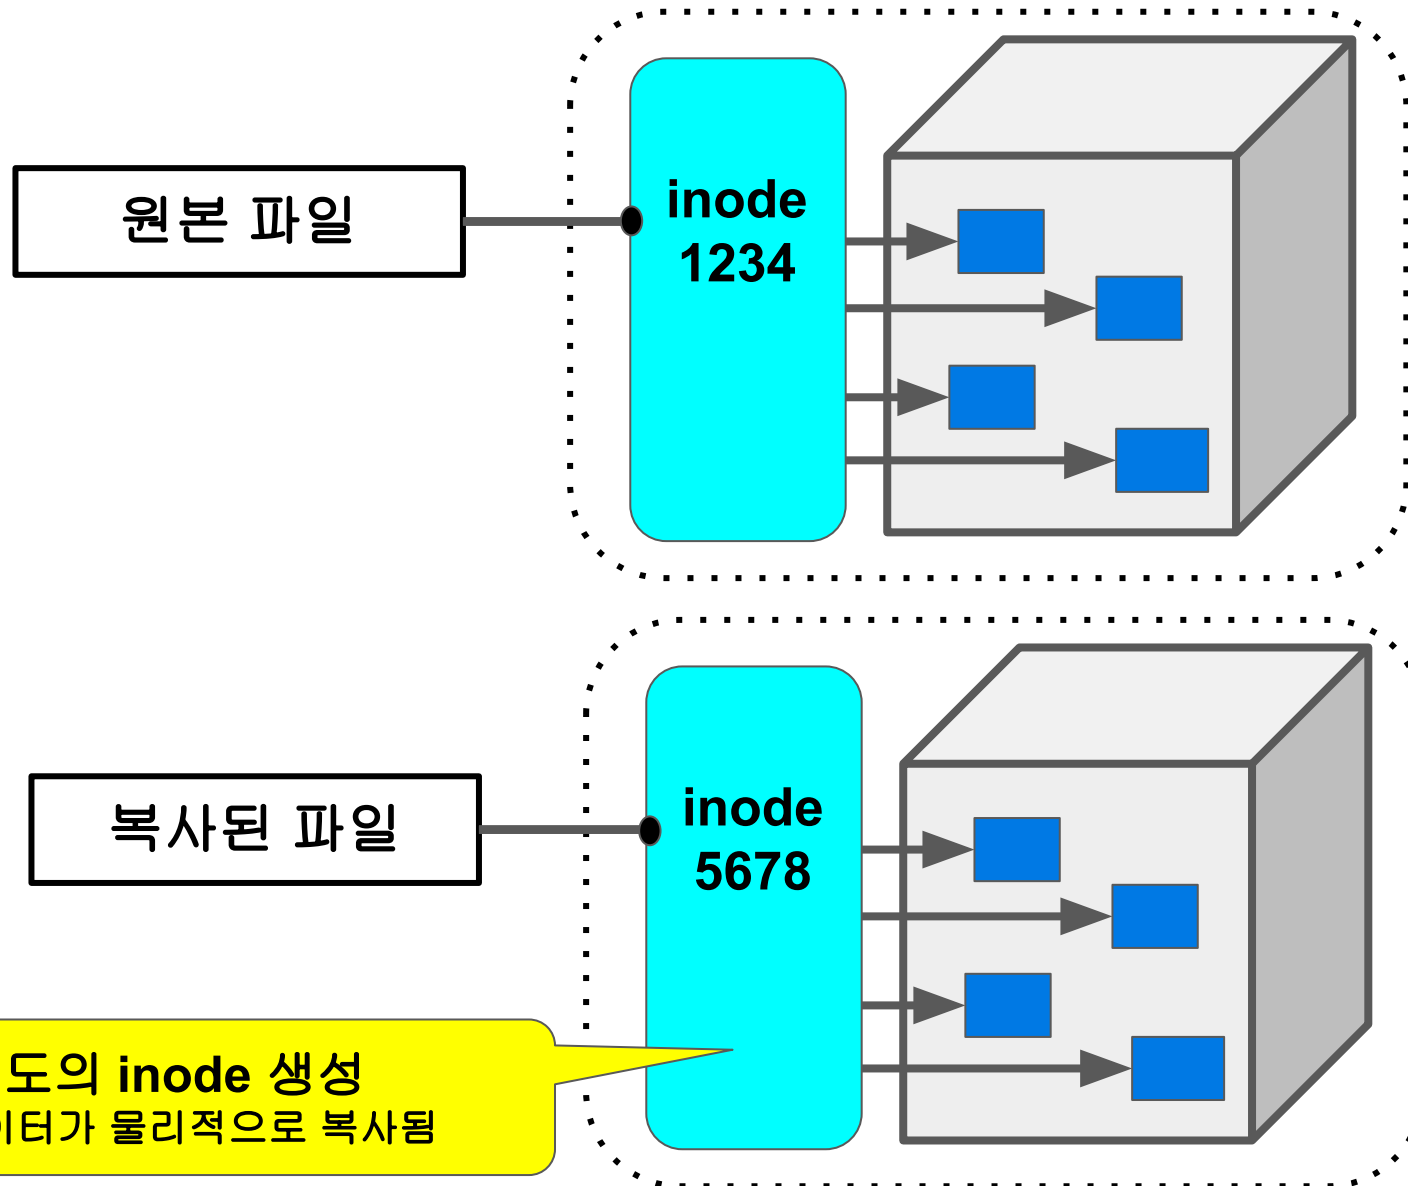 원본 파일
inode
1234
복사된 파일
inode
5678
도의 inode 생성
이터가 물리적으로 복사됨